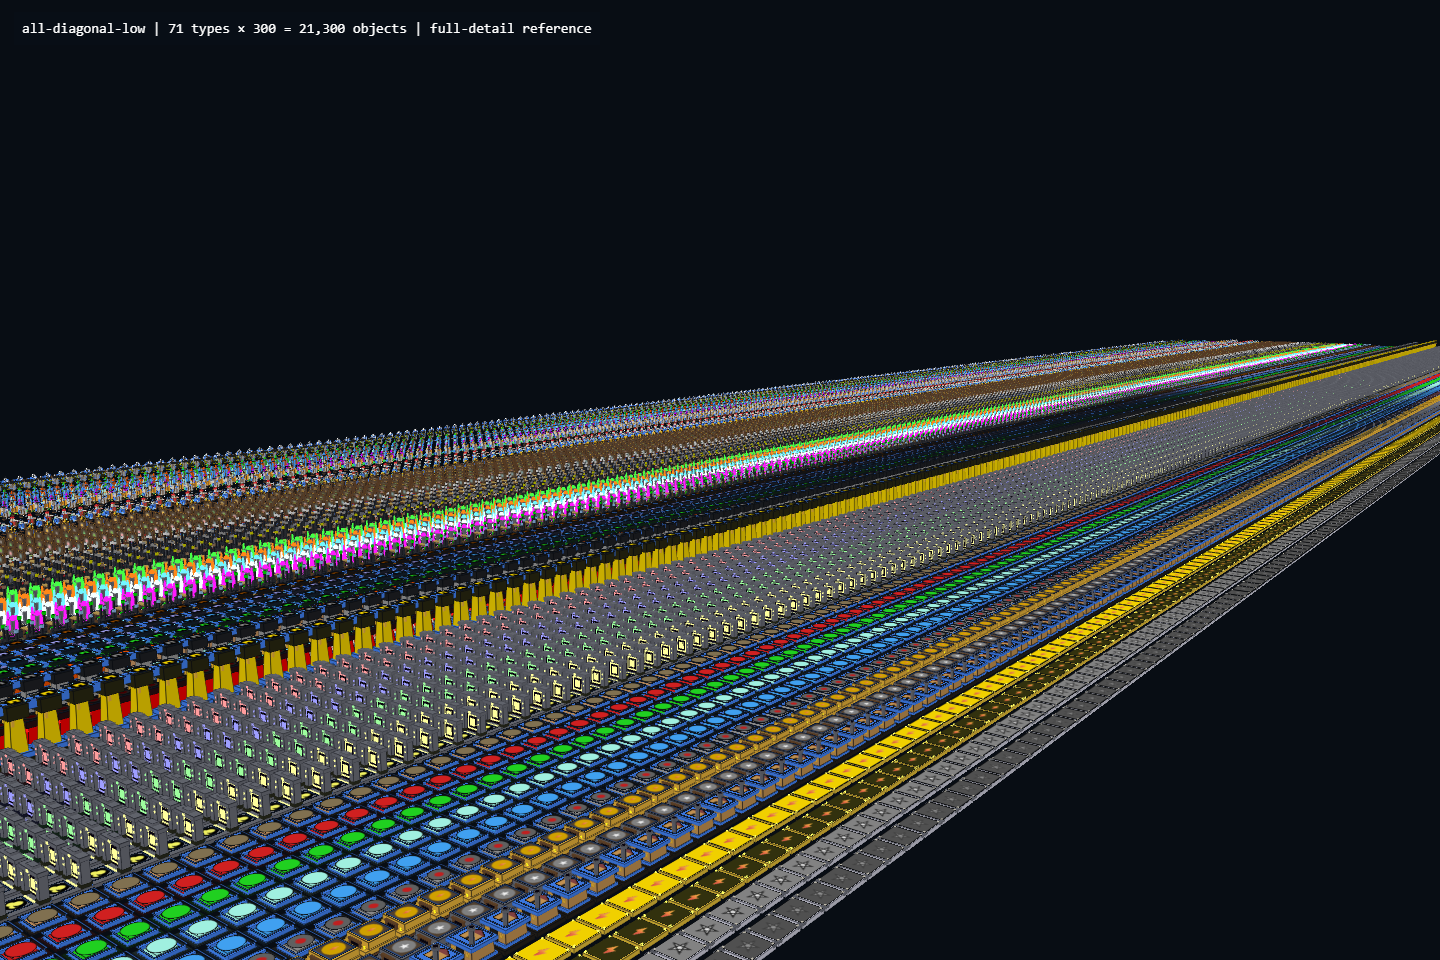 all-diagonal-low | 71 types × 300 = 21,300 objects | full-detail reference